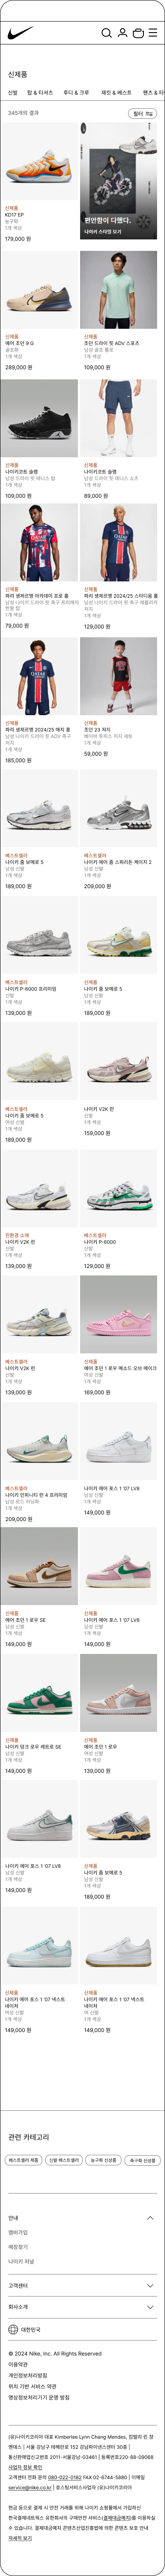 신제품
신발 탑 & 티셔츠 후디 & 크루 재킷 & 베스트 팬츠 & 타
345개의 결과
필터
신제품
KD17 EP
농구화
1개 색상
179,000 원
편안함이 다했다.
나이키 스타일 보기
신제품
에어 조던 9 G
골프화
1개 색상
289,000 원
신제품
조던 드라이 핏 ADV 스포츠
남성 골프 폴로
1개 색상
109,000 원
신제품
나이키코트 슬램
남성 드라이 핏 테니스 탑
1개 색상
109,000 원
신제품
나이키코트 슬램
남성 드라이 핏 테니스 쇼츠
1개 색상
89,000 원
신제품
파리 생제르맹 아카데미 프로 홈
남성 나이키 드라이 핏 축구 프리매치
반팔 탑
1개 색상
79,000 원
신제품
파리 생제르맹 2024/25 스타디움 홈
남성 나이키 드라이 핏 축구 레플리카
저지
1개 색상
129,000 원
신제품
파리 생제르맹 2024/25 매치 홈
남성 나이키 드라이 핏 ADV 축구
저지
1개 색상
185,000 원
신제품
조던 23 저지
베이비 투피스 저지 세트
1개 색상
59,000 원
베스트셀러
나이키 줌 보메로 5
남성 신발
1개 색상
189,000 원
베스트셀러
나이키 에어 줌 스피리돈 케이지 2
남성 신발
1개 색상
209,000 원
베스트셀러
나이키 P-6000 프리미엄
신발
1개 색상
139,000 원
신제품
나이키 줌 보메로 5
남성 신발
1개 색상
189,000 원
베스트셀러
나이키 줌 보메로 5
여성 신발
1개 색상
189,000 원
나이키 V2K 런
신발
1개 색상
159,000 원
친환경 소재
나이키 V2K 런
신발
1개 색상
139,000 원
베스트셀러
나이키 P-6000
신발
1개 색상
129,000 원
베스트셀러
나이키 V2K 런
신발
1개 색상
139,000 원
신제품
에어 조던 1 로우 메소드 오브 메이크
여성 신발
1개 색상
169,000 원
베스트셀러
나이키 인피니티 런 4 프리미엄
남성 로드 러닝화
1개 색상
209,000 원
나이키 에어 포스 1 '07 LV8
남성 신발
1개 색상
149,000 원
신제품
에어 조던 1 로우 SE
남성 신발
1개 색상
149,000 원
신제품
나이키 에어 포스 1 '07 LV8
남성 신발
1개 색상
149,000 원
신제품
나이키 덩크 로우 레트로 SE
남성 신발
1개 색상
149,000 원
신제품
에어 조던 1 로우
여성 신발
1개 색상
139,000 원
나이키 에어 포스 1 '07 LV8
남성 신발
1개 색상
149,000 원
신제품
나이키 줌 보메로 5
남성 신발
1개 색상
189,000 원
신제품
나이키 에어 포스 1 '07 넥스트
네이처
여성 신발
1개 색상
149,000 원
신제품
나이키 에어 포스 1 '07 넥스트
네이처
여 신발
1개 색상
149,000 원
관련 카테고리
베스트셀러 제품 신발 베스트셀러 농구화 신상품 축구화 신상품
안내
멤버가입
매장찾기
나이키 저널
고객센터
회사소개
대한민국
© 2024 Nike, Inc. All Rights Reserved
이용약관
개인정보처리방침
위치 기반 서비스 약관
영상정보처리기기 운영 방침
(유)나이키코리아 대표 Kimberlee Lynn Chang Mendes, 킴벌리 린 창
멘데스 | 서울 강남구 테헤란로 152 강남파이낸스센터 30층 |
통신판매업신고번호 2011-서울강남-03461 | 등록번호220-88-09068
사업자 정보 확인
고객센터 전화 문의 080-022-0182 FAX 02-6744-5880 | 이메일
service@nike.co.kr | 호스팅서비스사업자 (유)나이키코리아
현금 등으로 결제 시 안전 거래를 위해 나이키 쇼핑몰에서 가입하신
한국결제네트웍스 유한회사의 구매안전 서비스(결제대금예치)를 이용하실
수 있습니다. 결제대금예치 콘텐츠산업진흥법에 의한 콘텐츠 보호 안내
자세히 보기